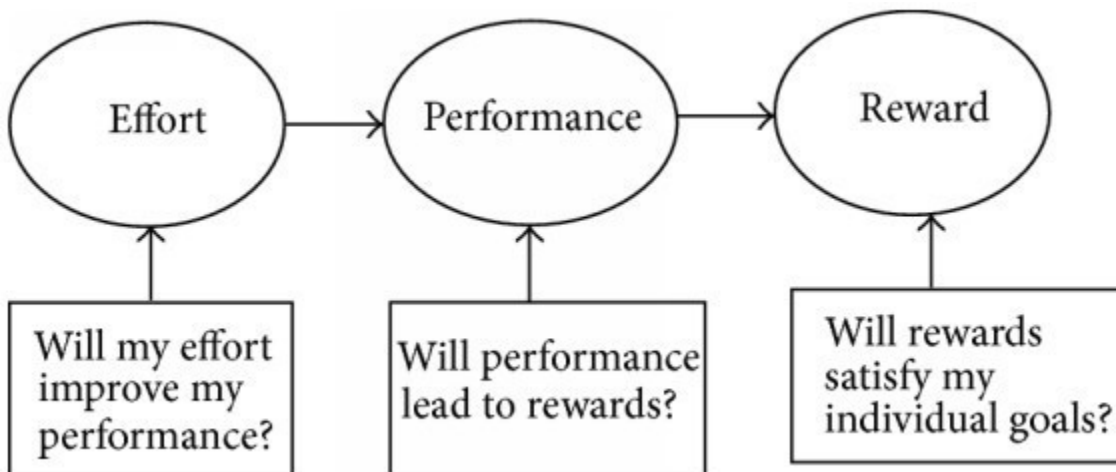 Effort
Performance
Reward
Will my effort
improve my
performance?
Will performance
lead to rewards?
Will rewards
satisfy my
individual goals?